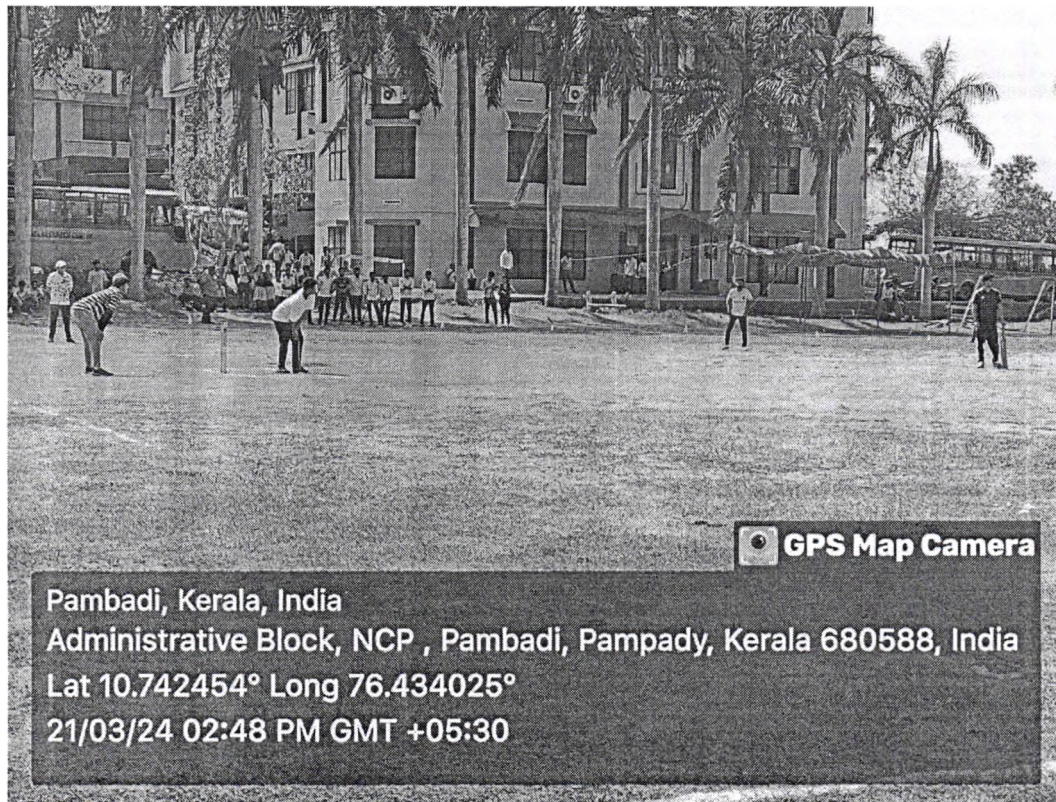 GPS Map Camera
Pambadi, Kerala, India
Administrative Block, NCP , Pambadi, Pampady, Kerala 680588, India
Lat 10.742454° Long 76.434025°
21/03/24 02:48 PM GMT +05:30